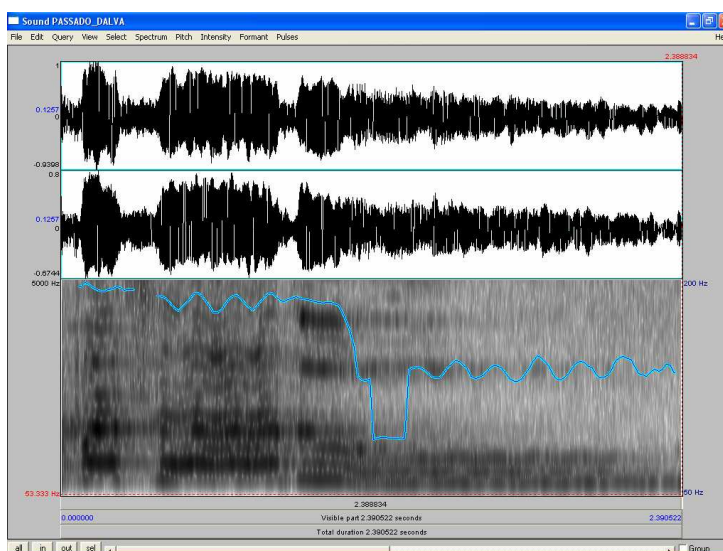 Sound PASSADO_DALVA
File Edit Query View Select Spectrum Pitch Intensity Formant Pulses He
2.388834
1
0.1257
0
-0.9398
0.8
0.1257
0
-0.6744
5000 Hz 200 Hz
53.333 Hz 50 Hz
2.388834
0.000000 Visible part 2.390522 seconds 2.390522
Total duration 2.390522 seconds
all in out sel Group